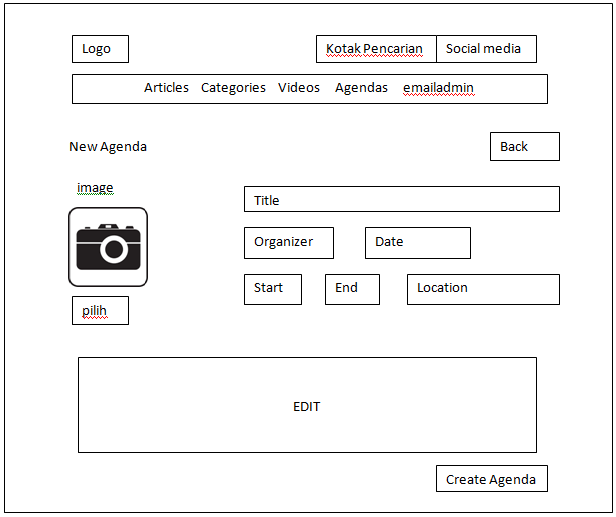 Logo
Kotak Pencarian
Social media
Articles Categories Videos Agendas emailadmin
New Agenda
Back
image
Title
Organizer
Date
Start
End
Location
pilih
EDIT
Create Agenda